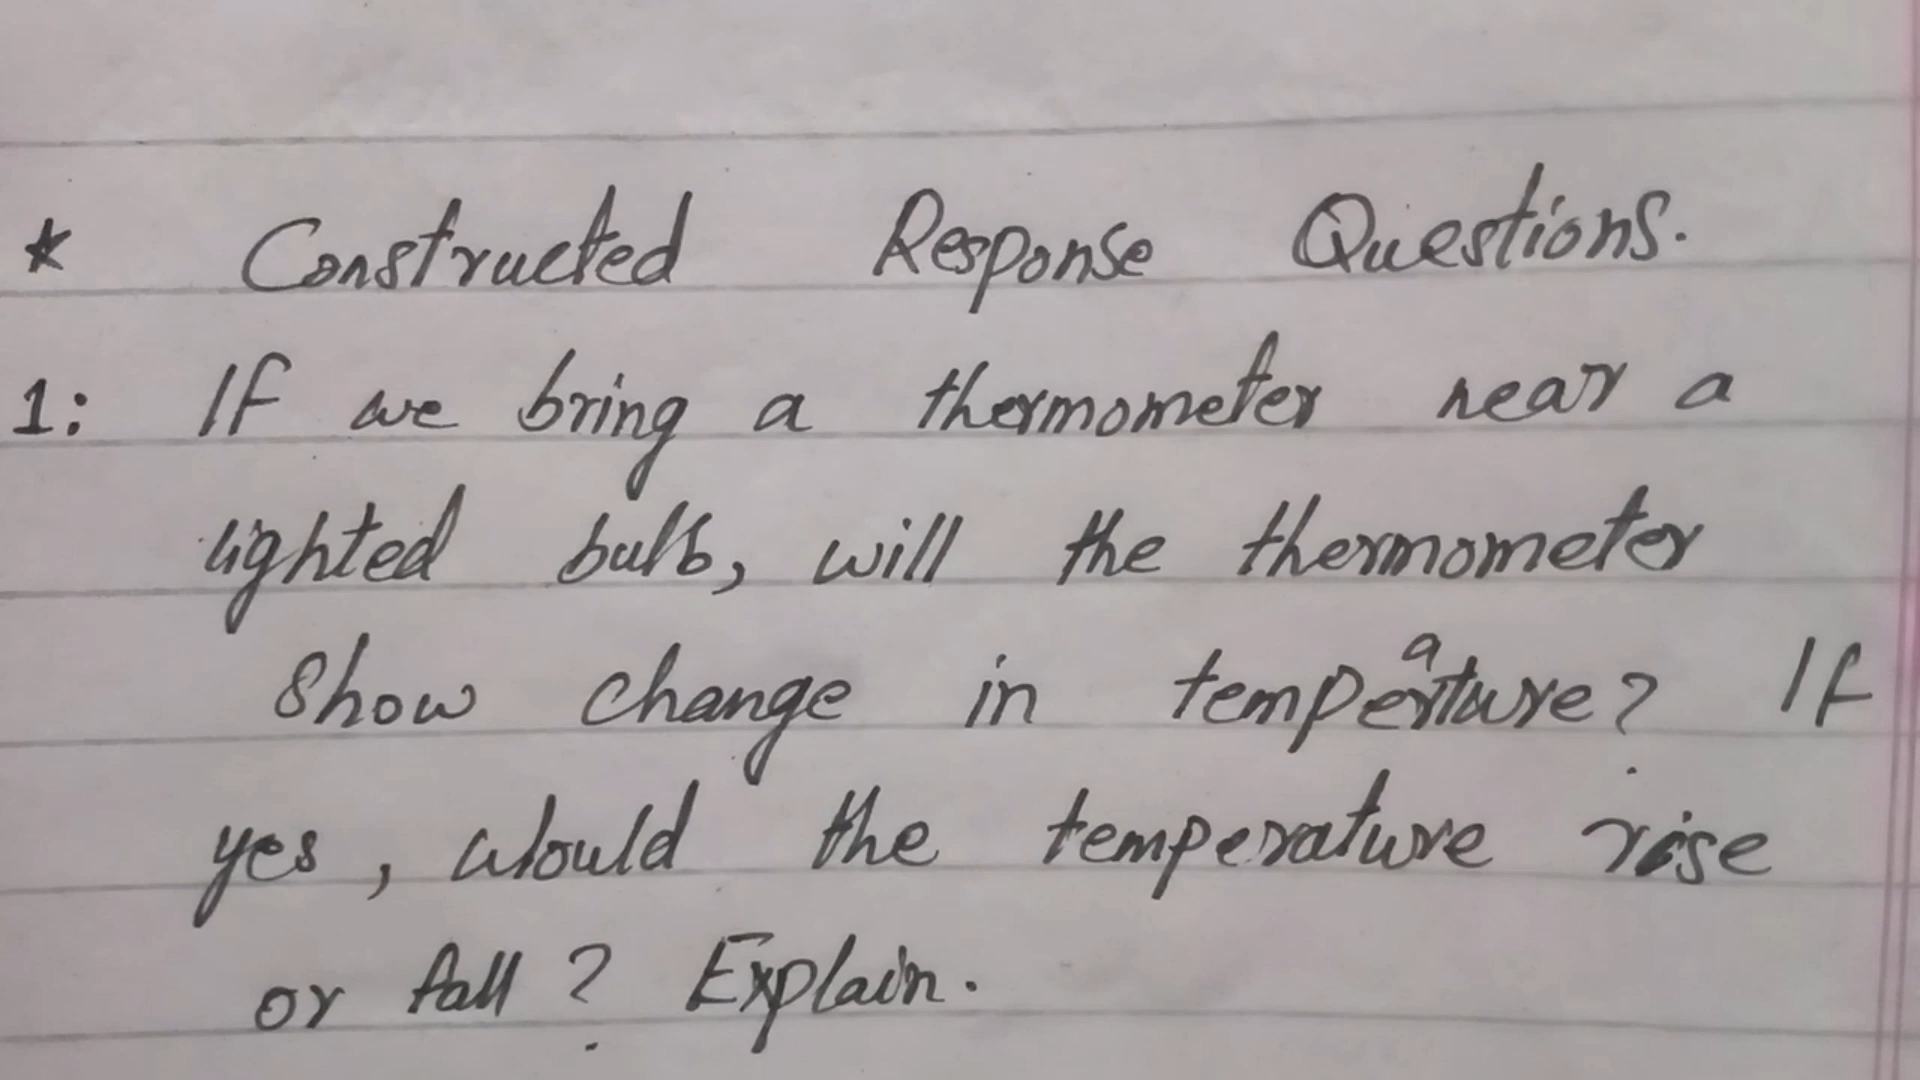 * Constructed Response Questions.
1: If we bring a thermometer near a
lighted bulb, will the thermometer
show change in temperature? If
yes, would the temperature rise
or fall? Explain.